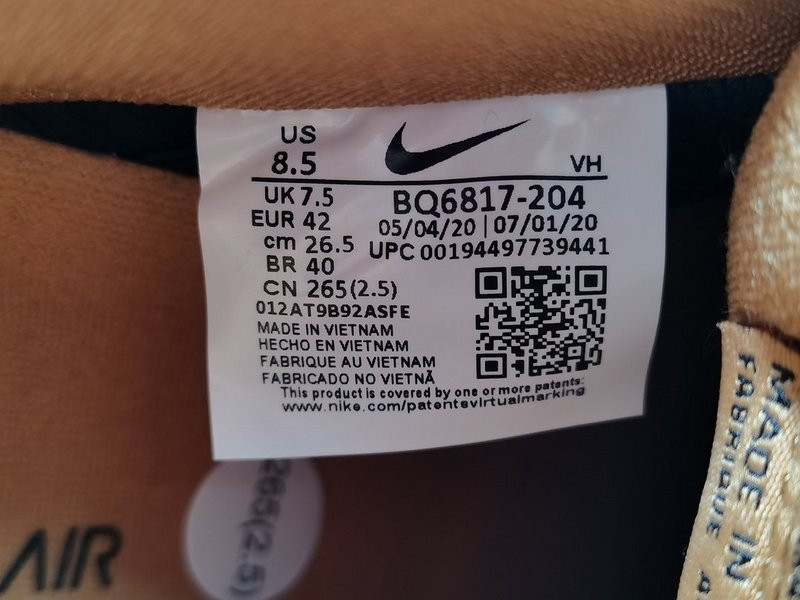 US
8.5
VH
UK 7.5
BQ6817-204
EUR 42
05/04/20 | 07/01/20
cm 26.5
UPC 00194497739441
BR 40
CN 265(2.5)
012AT9B92ASFE
MADE IN VIETNAM
HECHO EN VIETNAM
FABRIQUE AU VIETNAM
FABRICADO NO VIETNÃ
This product is covered by one or more patents:
www.nike.com/patentsvirtualmarking
265(2.5)
AIR
MADE IN
FABRIQUE A